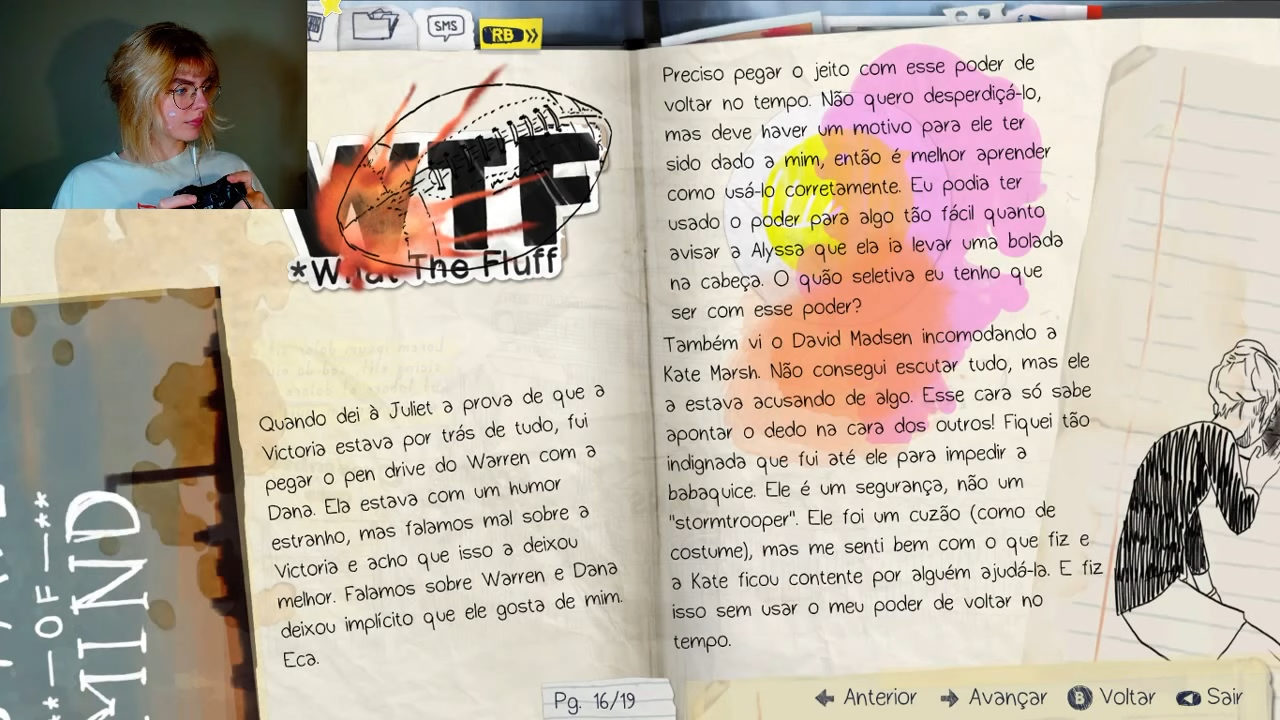 SMS
RB
WTF
*What The Fluff
OF
MIND
Quando dei à Juliet a prova de que a
Victoria estava por trás de tudo, fui
pegar o pen drive do Warren com a
Dana. Ela estava com um humor
estranho, mas falamos mal sobre a
Victoria e acho que isso a deixou
melhor. Falamos sobre Warren e Dana
deixou implícito que ele gosta de mim.
Eca.
Preciso pegar o jeito com esse poder de
voltar no tempo. Não quero desperdiçá-lo,
mas deve haver um motivo para ele ter
sido dado a mim, então é melhor aprender
como usá-lo corretamente. Eu podia ter
usado o poder para algo tão fácil quanto
avisar a Alyssa que ela ia levar uma bolada
na cabeça. O quão seletiva eu tenho que
ser com esse poder?
Também vi o David Madsen incomodando a
Kate Marsh. Não consegui escutar tudo, mas ele
a estava acusando de algo. Esse cara só sabe
apontar o dedo na cara dos outros! Fiquei tão
indignada que fui até ele para impedir a
babaquice. Ele é um segurança, não um
"stormtrooper". Ele foi um cuzão (como de
costume), mas me senti bem com o que fiz e
a Kate ficou contente por alguém ajudá-la. E fiz
isso sem usar o meu poder de voltar no
tempo.
Pg. 16/19
Anterior
Avançar
B Voltar
Sair